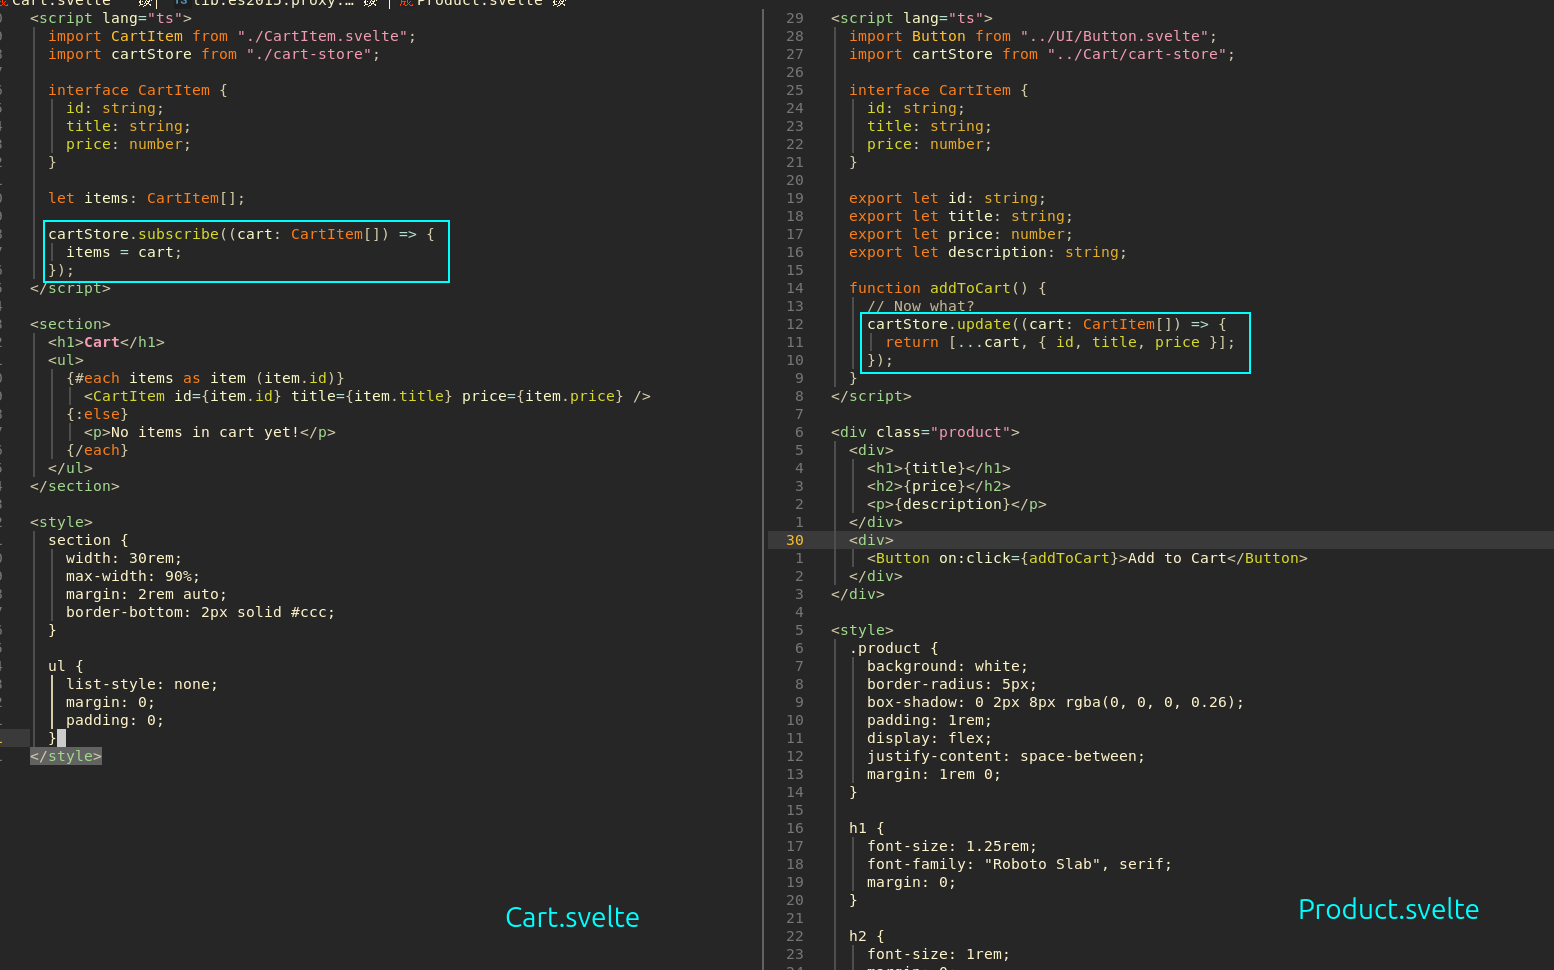 Cart.svelte
lib.es2015.proxy.…
Product.svelte
<script lang="ts">
import CartItem from "./CartItem.svelte";
import cartStore from "./cart-store";
interface CartItem {
id: string;
title: string;
price: number;
}
let items: CartItem[];
cartStore.subscribe((cart: CartItem[]) => {
items = cart;
});
</script>
<section>
<h1>Cart</h1>
<ul>
{#each items as item (item.id)}
<CartItem id={item.id} title={item.title} price={item.price} />
{:else}
<p>No items in cart yet!</p>
{/each}
</ul>
</section>
<style>
section {
width: 30rem;
max-width: 90%;
margin: 2rem auto;
border-bottom: 2px solid #ccc;
}
ul {
list-style: none;
margin: 0;
padding: 0;
}
</style>
Cart.svelte
29 <script lang="ts">
28 import Button from "../UI/Button.svelte";
27 import cartStore from "../Cart/cart-store";
26
25 interface CartItem {
24 id: string;
23 title: string;
22 price: number;
21 }
20
19 export let id: string;
18 export let title: string;
17 export let price: number;
16 export let description: string;
15
14 function addToCart() {
13 // Now what?
12 cartStore.update((cart: CartItem[]) => {
11 return [...cart, { id, title, price }];
10 });
9 }
8 </script>
7
6 <div class="product">
5 <div>
4 <h1>{title}</h1>
3 <h2>{price}</h2>
2 <p>{description}</p>
1 </div>
30 <div>
1 <Button on:click={addToCart}>Add to Cart</Button>
2 </div>
3 </div>
4
5 <style>
6 .product {
7 background: white;
8 border-radius: 5px;
9 box-shadow: 0 2px 8px rgba(0, 0, 0, 0.26);
10 padding: 1rem;
11 display: flex;
12 justify-content: space-between;
13 margin: 1rem 0;
14 }
15
16 h1 {
17 font-size: 1.25rem;
18 font-family: "Roboto Slab", serif;
19 margin: 0;
20 }
21
22 h2 {
23 font-size: 1rem;
Product.svelte